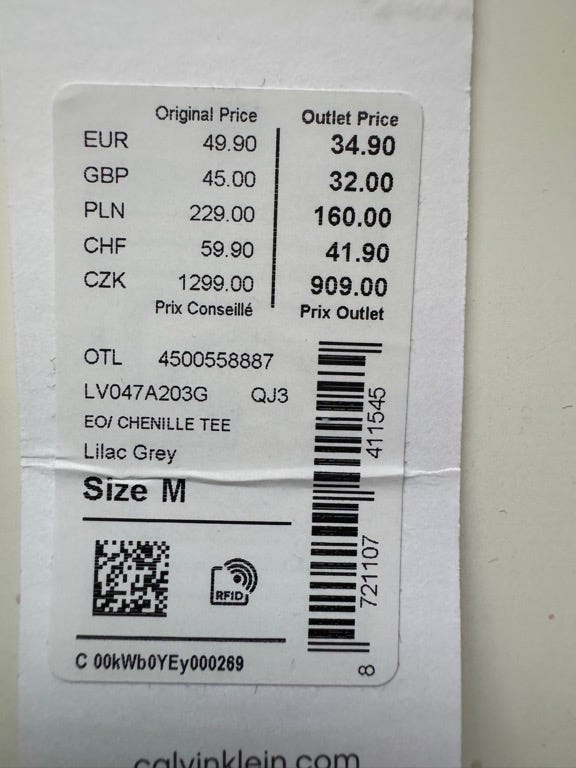 Original Price Outlet Price
EUR 49.90 34.90
GBP 45.00 32.00
PLN 229.00 160.00
CHF 59.90 41.90
CZK 1299.00 909.00
Prix Conseillé Prix Outlet
OTL 4500558887
LV047A203G QJ3
EO/ CHENILLE TEE
Lilac Grey
Size M
RFID
C 00kWb0YEy000269
8 721107 411545
calvinklein.com